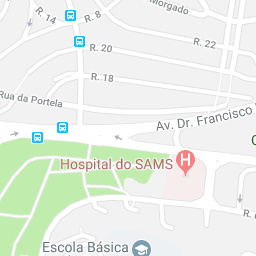 Morgado
R. 14
R. 8
R. 20
R. 22
R. 18
Rua da Portela
Av. Dr. Francisco
Hospital do SAMS
H
R.
Escola Básica